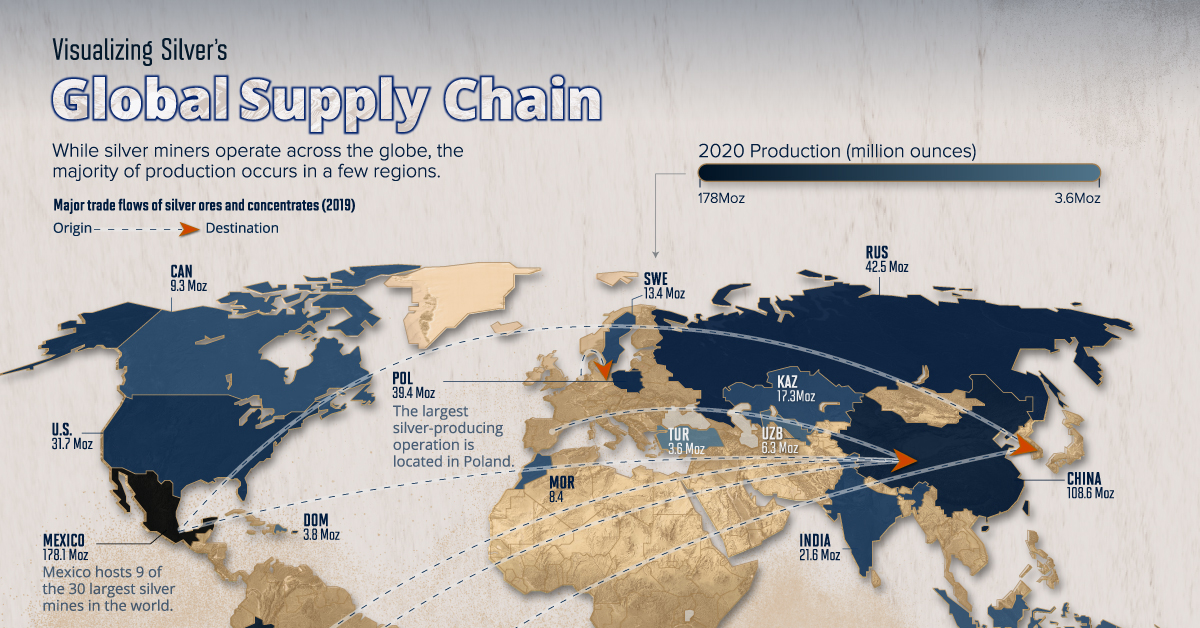 Visualizing Silver's
Global Supply Chain
While silver miners operate across the globe, the
majority of production occurs in a few regions.
Major trade flows of silver ores and concentrates (2019)
Origin
Destination
2020 Production (million ounces)
178Moz
3.6Moz
CAN
9.3 Moz
SWE
13.4 Moz
RUS
42.5 Moz
POL
39.4 Moz
The largest
silver-producing
operation is
located in Poland.
KAZ
17.3Moz
U.S.
31.7 Moz
TUR
3.6 Moz
UZB
6.3 Moz
MOR
8.4
CHINA
108.6 Moz
DOM
3.8 Moz
MEXICO
178.1 Moz
Mexico hosts 9 of
the 30 largest silver
mines in the world.
INDIA
21.6 Moz